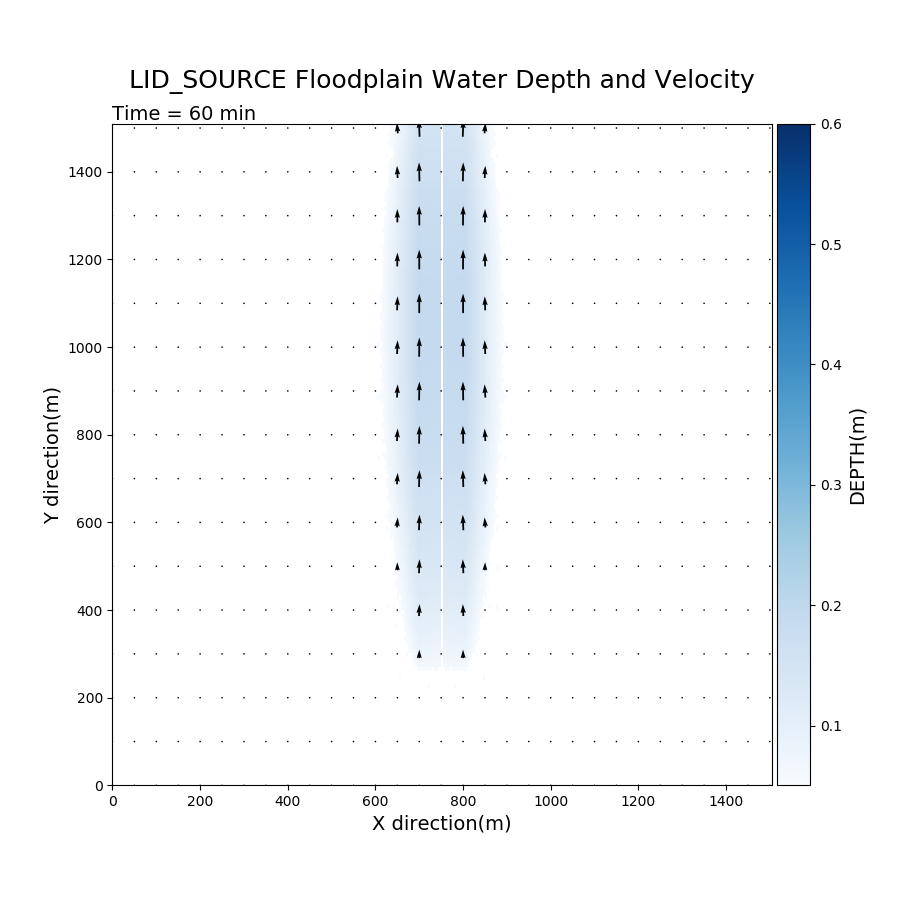 LID_SOURCE Floodplain Water Depth and Velocity
Time = 60 min
1400
1200
1000
800
600
400
200
0
Y direction(m)
0 200 400 600 800 1000 1200 1400
X direction(m)
0.6
0.5
0.4
0.3
0.2
0.1
DEPTH(m)